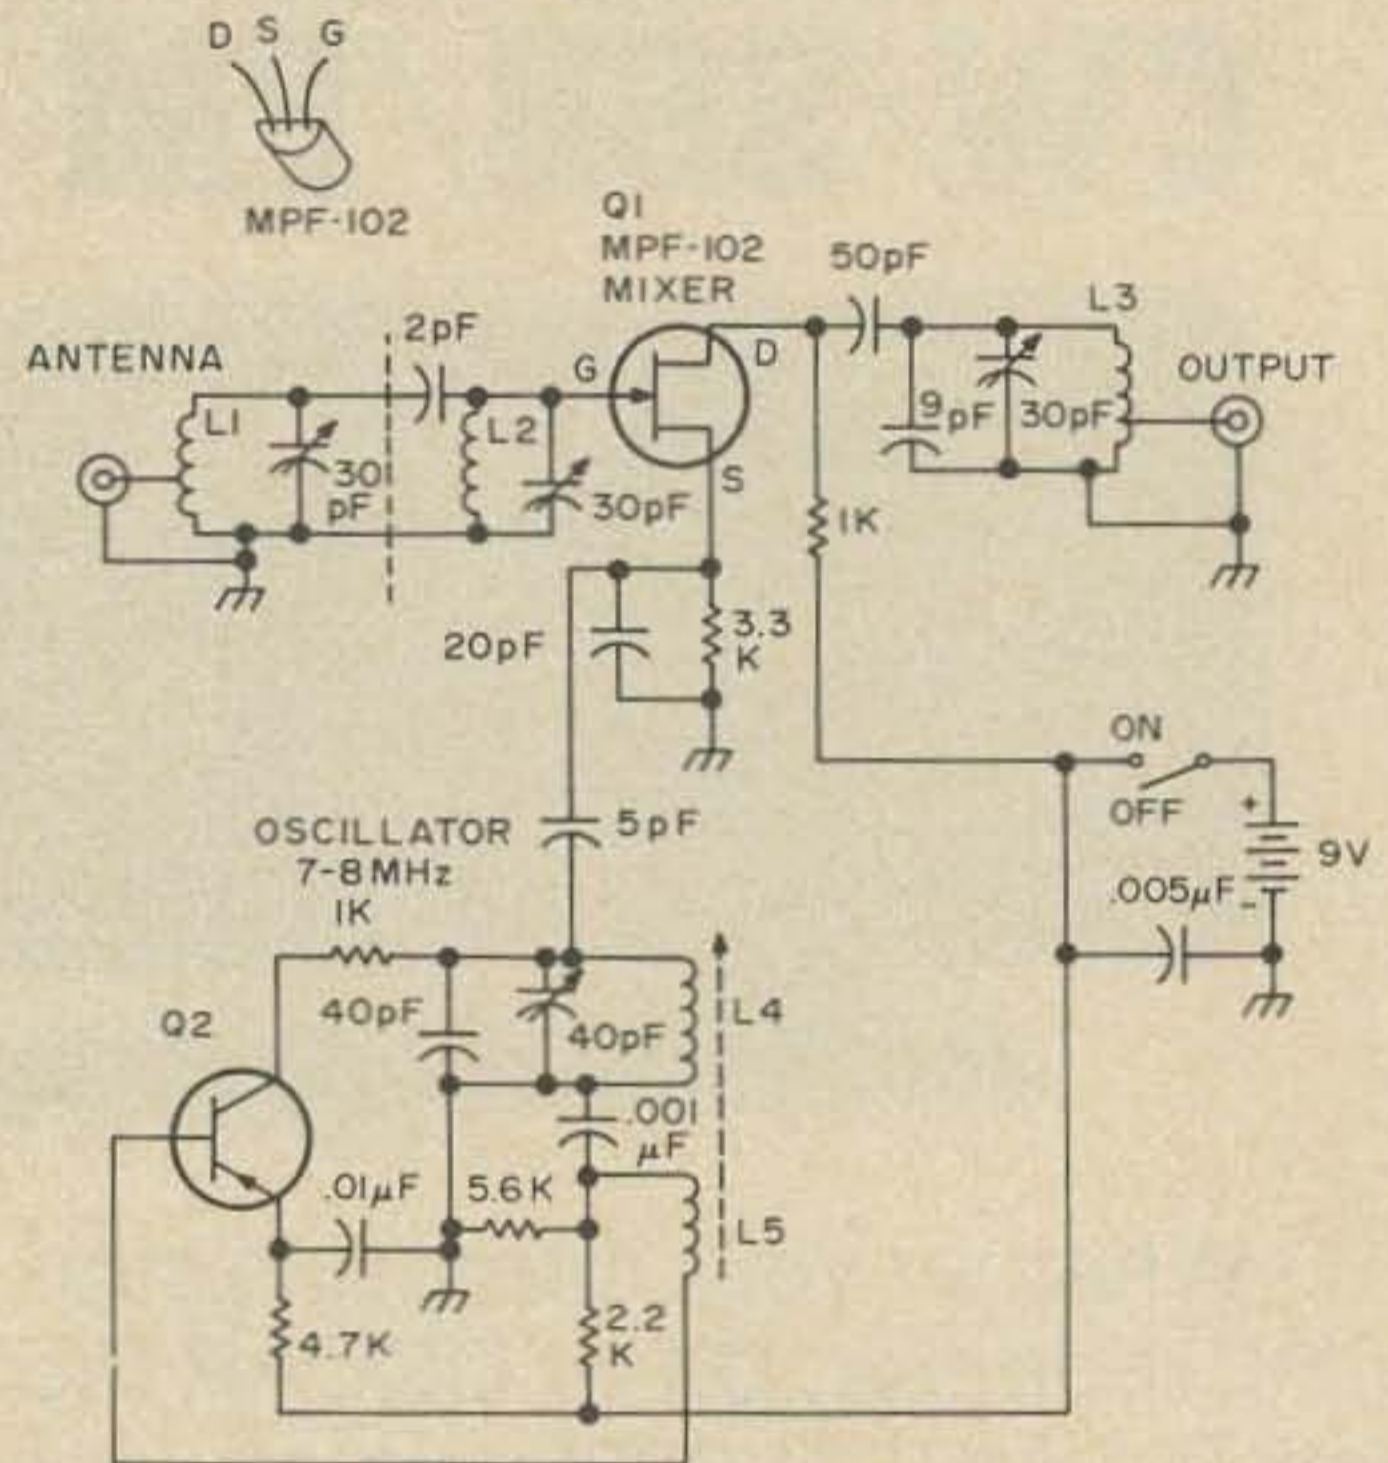 D S G
MPF-102
Q1
MPF-102
MIXER
50pF
L3
2pF
ANTENNA
G
D
OUTPUT
L1
L2
9
pF
30pF
30
pF
30pF
S
1K
20pF
3.3
K
ON
OFF
+
9V
5pF
OSCILLATOR
7-8MHz
1K
.005μF
-
Q2
40pF
40pF
L4
.001
μF
.01μF
5.6K
L5
4.7K
2.2
K